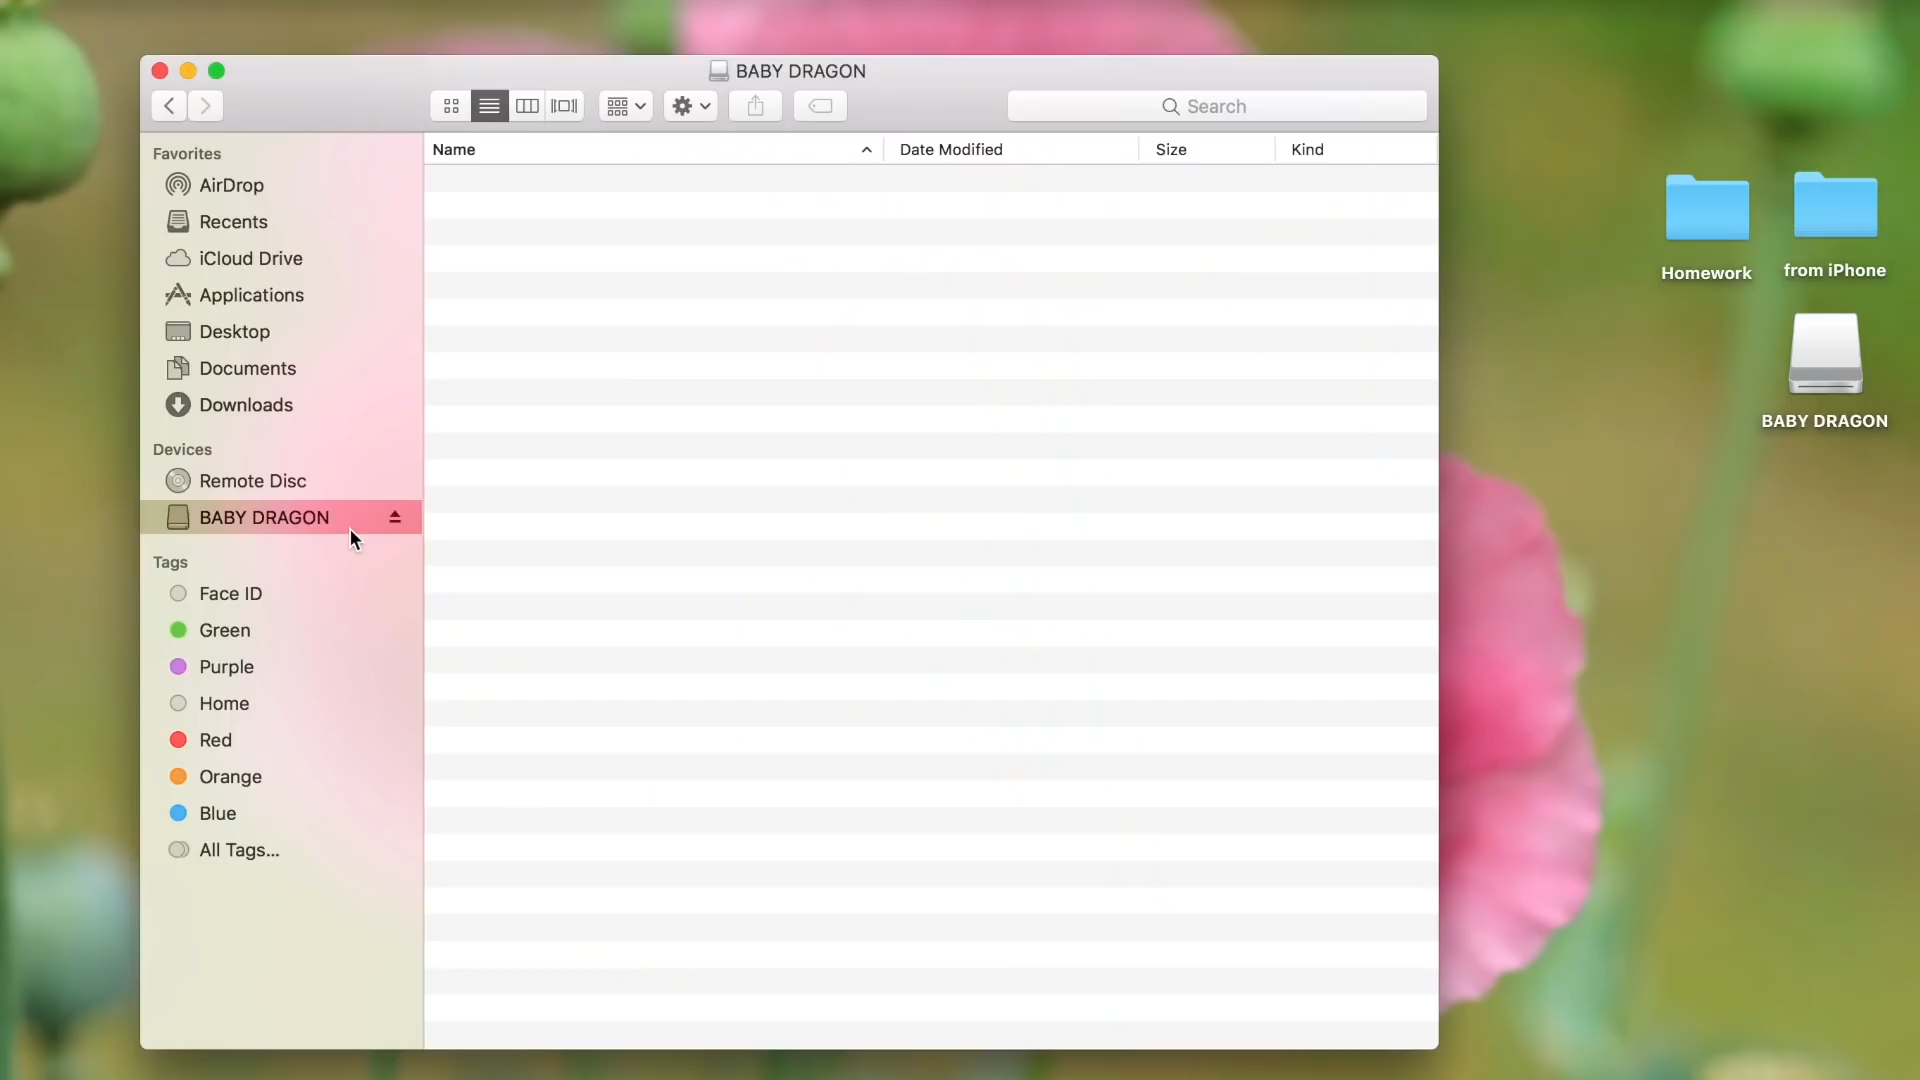 BABY DRAGON
Search
Name
Date Modified
Size
Kind
Favorites
AirDrop
Recents
iCloud Drive
Applications
Desktop
Documents
Downloads
Devices
Remote Disc
BABY DRAGON
Tags
Face ID
Green
Purple
Home
Red
Orange
Blue
All Tags...
Homework
from iPhone
BABY DRAGON